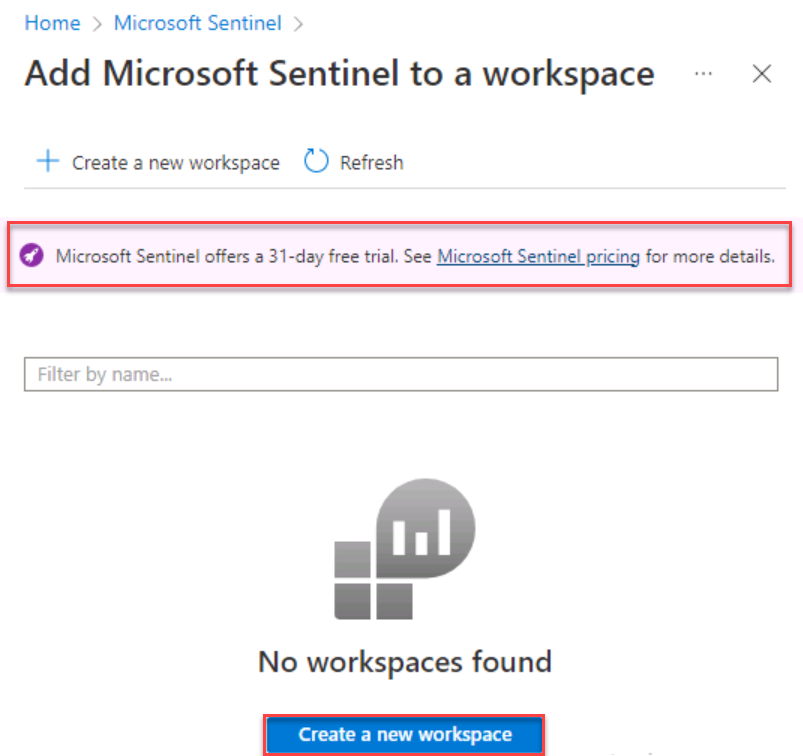 Home > Microsoft Sentinel >
Add Microsoft Sentinel to a workspace ...
Create a new workspace Refresh
Microsoft Sentinel offers a 31-day free trial. See Microsoft Sentinel pricing for more details.
Filter by name...
No workspaces found
Create a new workspace